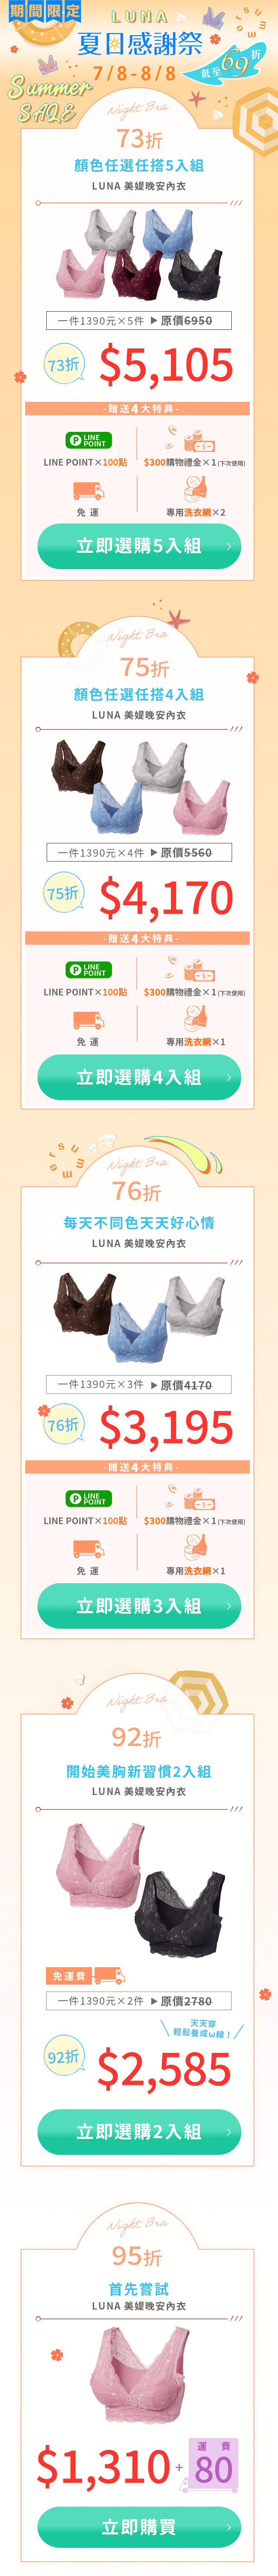 期間限定
LUNA
夏日感謝祭
7/8-8/8
低至69折
Summer
SALE
summer
Night Bra
73折
顏色任選任搭5入組
LUNA 美媞晚安內衣
一件1390元×5件 ▶ 原價6950
73折
$5,105
-贈送4大特典-
P LINE POINT
LINE POINT×100點
$300購物禮金×1(下次使用)
免 運
專用洗衣網×2
立即選購5入組
Night Bra
75折
顏色任選任搭4入組
LUNA 美媞晚安內衣
一件1390元×4件 ▶ 原價5560
75折
$4,170
-贈送4大特典-
P LINE POINT
LINE POINT×100點
$300購物禮金×1(下次使用)
免 運
專用洗衣網×1
立即選購4入組
summer
Night Bra
76折
每天不同色天天好心情
LUNA 美媞晚安內衣
一件1390元×3件 ▶ 原價4170
76折
$3,195
-贈送4大特典-
P LINE POINT
LINE POINT×100點
$300購物禮金×1(下次使用)
免 運
專用洗衣網×1
立即選購3入組
Night Bra
92折
開始美胸新習慣2入組
LUNA 美媞晚安內衣
免運費
一件1390元×2件 ▶ 原價2780
天天穿
輕鬆養成ω線！
92折
$2,585
立即選購2入組
Night Bra
95折
首先嘗試
LUNA 美媞晚安內衣
$1,310
+
運 費
80
立即購買